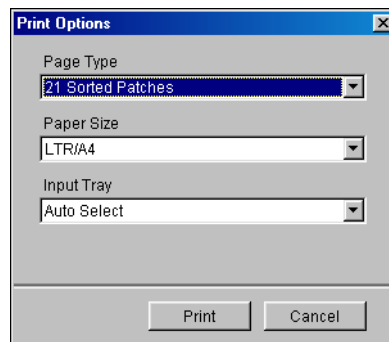 Print Options
Page Type
21 Sorted Patches
Paper Size
LTR/A4
Input Tray
Auto Select
Print Cancel